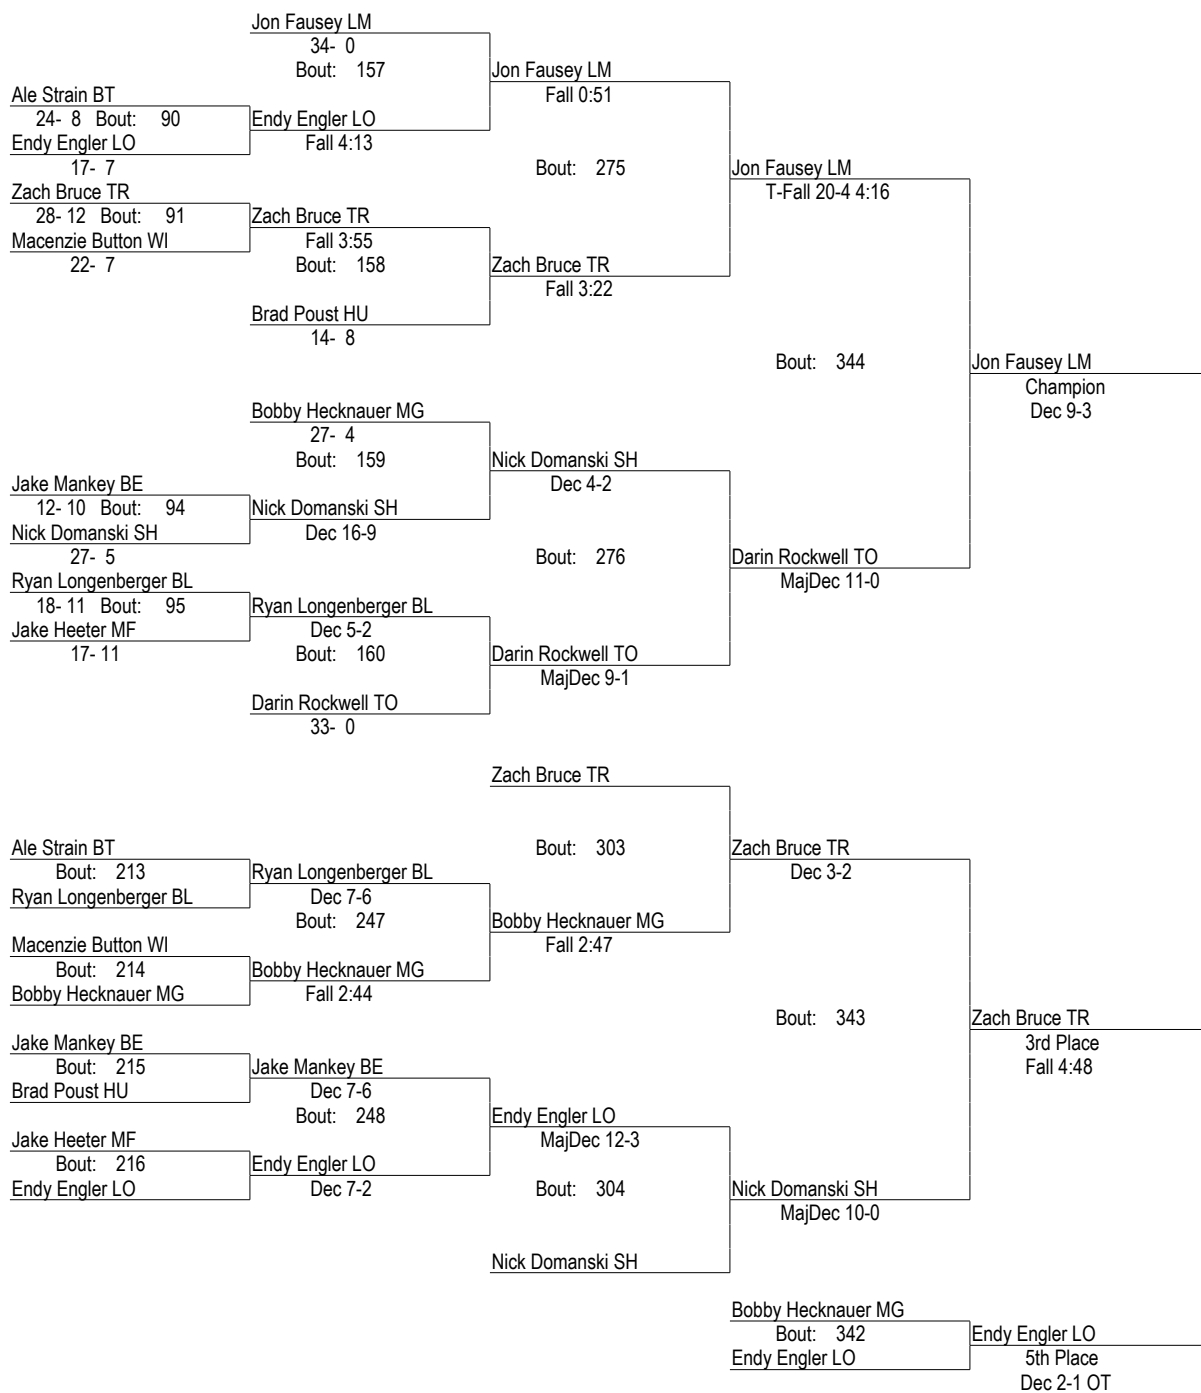 Jon Fausey LM
34- 0
Bout: 157
Jon Fausey LM
Fall 0:51
Ale Strain BT
24- 8 Bout: 90
Endy Engler LO
Fall 4:13
Endy Engler LO
17- 7
Bout: 275
Jon Fausey LM
T-Fall 20-4 4:16
Zach Bruce TR
28- 12 Bout: 91
Zach Bruce TR
Fall 3:55
Macenzie Button WI
22- 7
Bout: 158
Zach Bruce TR
Fall 3:22
Brad Poust HU
14- 8
Bout: 344
Jon Fausey LM
Champion
Dec 9-3
Bobby Hecknauer MG
27- 4
Bout: 159
Nick Domanski SH
Dec 4-2
Jake Mankey BE
12- 10 Bout: 94
Nick Domanski SH
Dec 16-9
Nick Domanski SH
27- 5
Bout: 276
Darin Rockwell TO
MajDec 11-0
Ryan Longenberger BL
18- 11 Bout: 95
Ryan Longenberger BL
Dec 5-2
Jake Heeter MF
17- 11
Bout: 160
Darin Rockwell TO
MajDec 9-1
Darin Rockwell TO
33- 0
Zach Bruce TR
Bout: 303
Zach Bruce TR
Dec 3-2
Ale Strain BT
Bout: 213
Ryan Longenberger BL
Ryan Longenberger BL
Dec 7-6
Bout: 247
Bobby Hecknauer MG
Fall 2:47
Macenzie Button WI
Bout: 214
Bobby Hecknauer MG
Bobby Hecknauer MG
Fall 2:44
Bout: 343
Zach Bruce TR
3rd Place
Fall 4:48
Jake Mankey BE
Bout: 215
Brad Poust HU
Jake Mankey BE
Dec 7-6
Bout: 248
Endy Engler LO
MajDec 12-3
Jake Heeter MF
Bout: 216
Endy Engler LO
Endy Engler LO
Dec 7-2
Bout: 304
Nick Domanski SH
MajDec 10-0
Nick Domanski SH
Bobby Hecknauer MG
Bout: 342
Endy Engler LO
Endy Engler LO
5th Place
Dec 2-1 OT